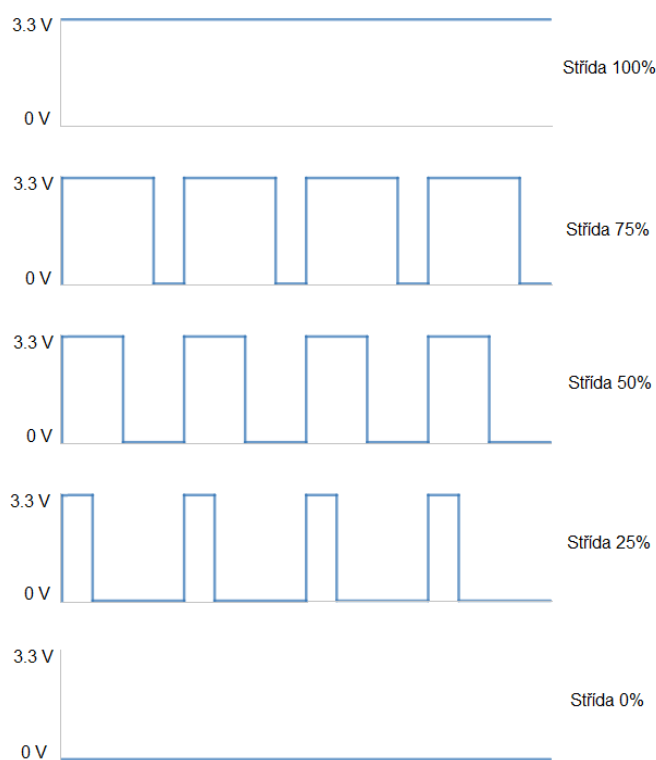 3.3 V
Střída 100%
0 V
3.3 V
Střída 75%
0 V
3.3 V
Střída 50%
0 V
3.3 V
Střída 25%
0 V
3.3 V
Střída 0%
0 V